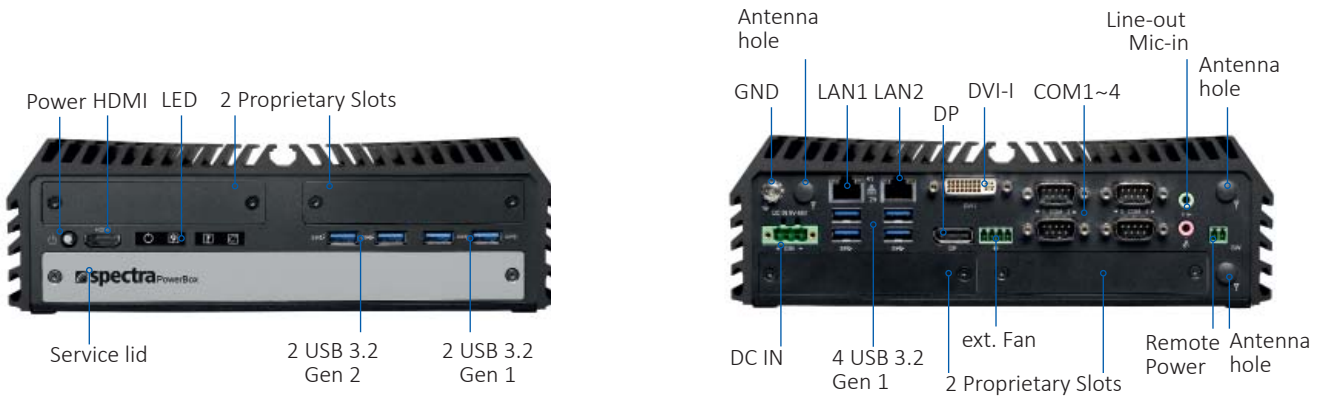 Power HDMI LED 2 Proprietary Slots
spectra PowerBox
Service lid
2 USB 3.2
Gen 2
2 USB 3.2
Gen 1
Antenna
hole
Line-out
Mic-in
Antenna
hole
GND
LAN1 LAN2
DP
DVI-I
COM1~4
DC IN
4 USB 3.2
Gen 1
2 Proprietary Slots
ext. Fan
Remote
Power
Antenna
hole